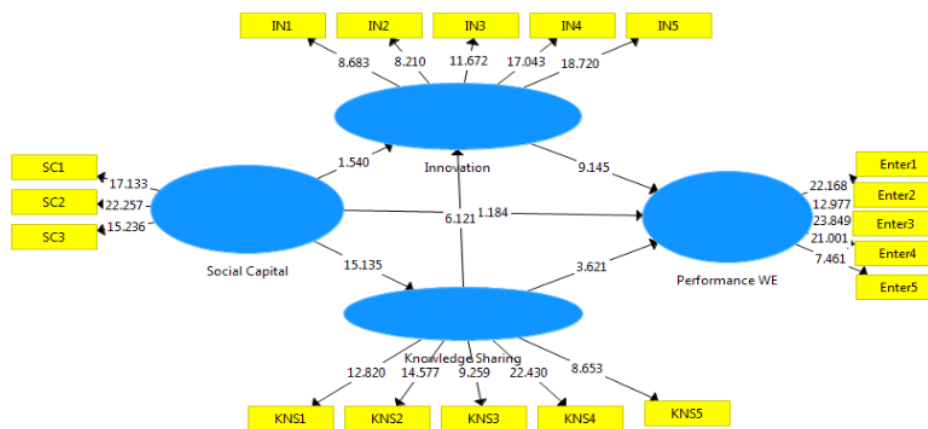 IN1 IN2 IN3 IN4 IN5
8.683 8.210 11.672 17.043 18.720
Innovation
SC1
SC2
SC3
17.133
22.257
15.236
Social Capital
1.540
9.145
6.121
1.184
15.135
3.621
Enter1
Enter2
Enter3
Enter4
Enter5
22.168
12.977
23.849
21.001
7.461
Performance WE
Knowledge Sharing
12.820 14.577 9.259 22.430 8.653
KNS1 KNS2 KNS3 KNS4 KNS5